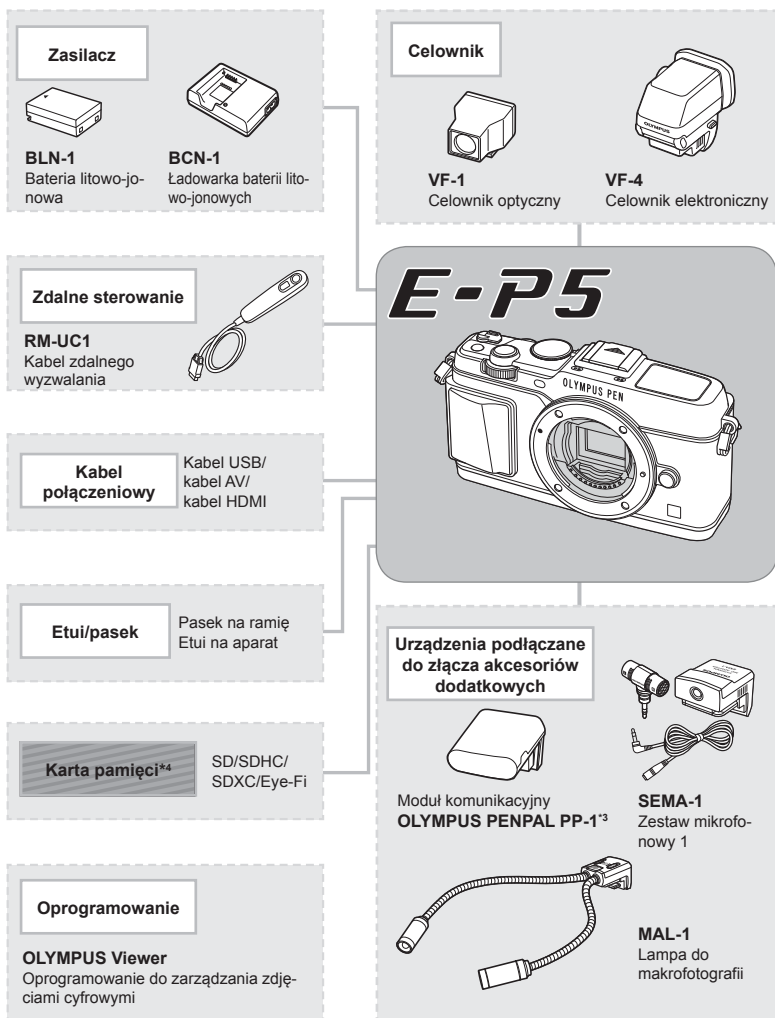 Zasilacz
BLN-1
Bateria litowo-jo-
nowa
BCN-1
Ładowarka baterii lito-
wo-jonowych
Celownik
OLYMPUS
VF-1
Celownik optyczny
VF-4
Celownik elektroniczny
Zdalne sterowanie
RM-UC1
Kabel zdalnego
wyzwalania
E-P5
OLYMPUS PEN
Kabel
połączeniowy
Kabel USB/
kabel AV/
kabel HDMI
Etui/pasek
Pasek na ramię
Etui na aparat
Karta pamięci*4
SD/SDHC/
SDXC/Eye-Fi
Oprogramowanie
OLYMPUS Viewer
Oprogramowanie do zarządzania zdję-
ciami cyfrowymi
Urządzenia podłączane
do złącza akcesoriów
dodatkowych
Moduł komunikacyjny
OLYMPUS PENPAL PP-1*3
SEMA-1
Zestaw mikrofo-
nowy 1
MAL-1
Lampa do
makrofotografii